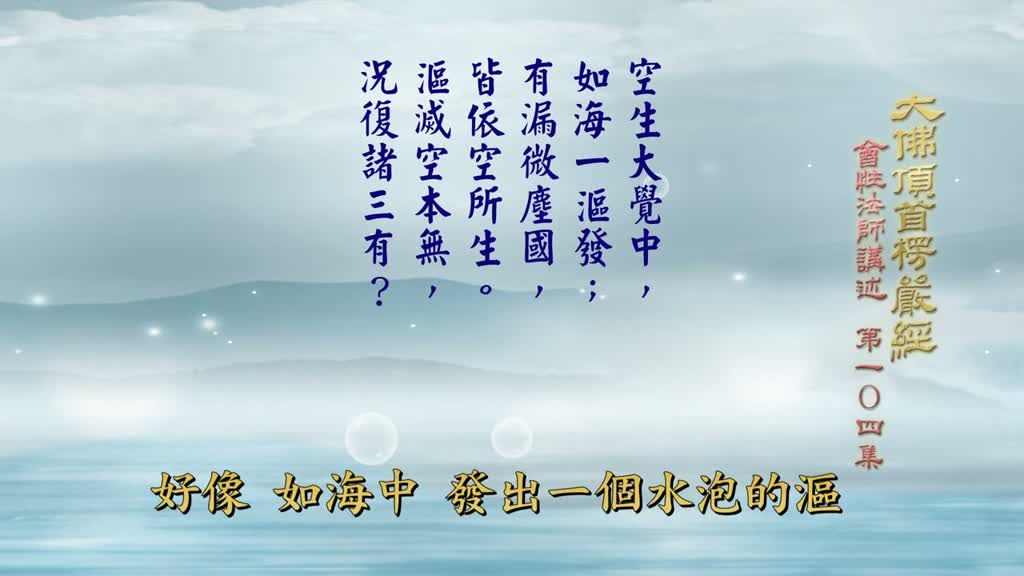 大佛頂首楞嚴經
會性法師講述 第一〇四集
空生大覺中，
如海一漚發；
有漏微塵國，
皆依空所生。
漚滅空本無，
況復諸三有？
好像 如海中 發出一個水泡的漚